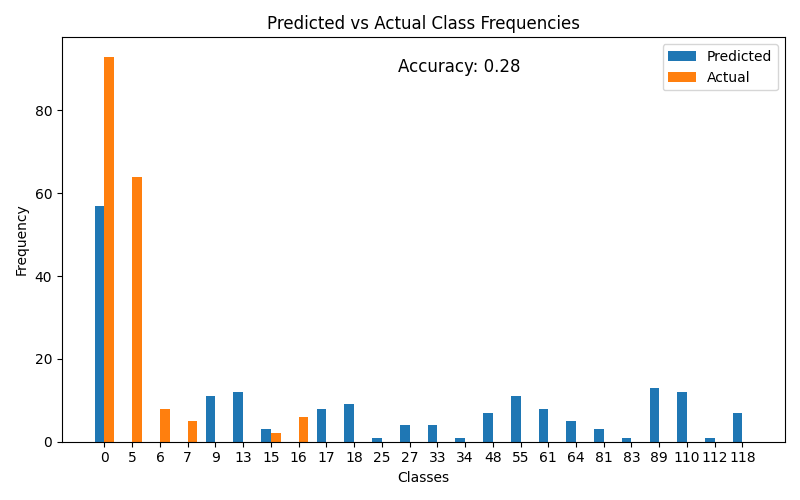 Predicted vs Actual Class Frequencies
Accuracy: 0.28
Predicted
Actual
Frequency
80
60
40
20
0
0 5 6 7 9 13 15 16 17 18 25 27 33 34 48 55 61 64 81 83 89 110 112 118
Classes